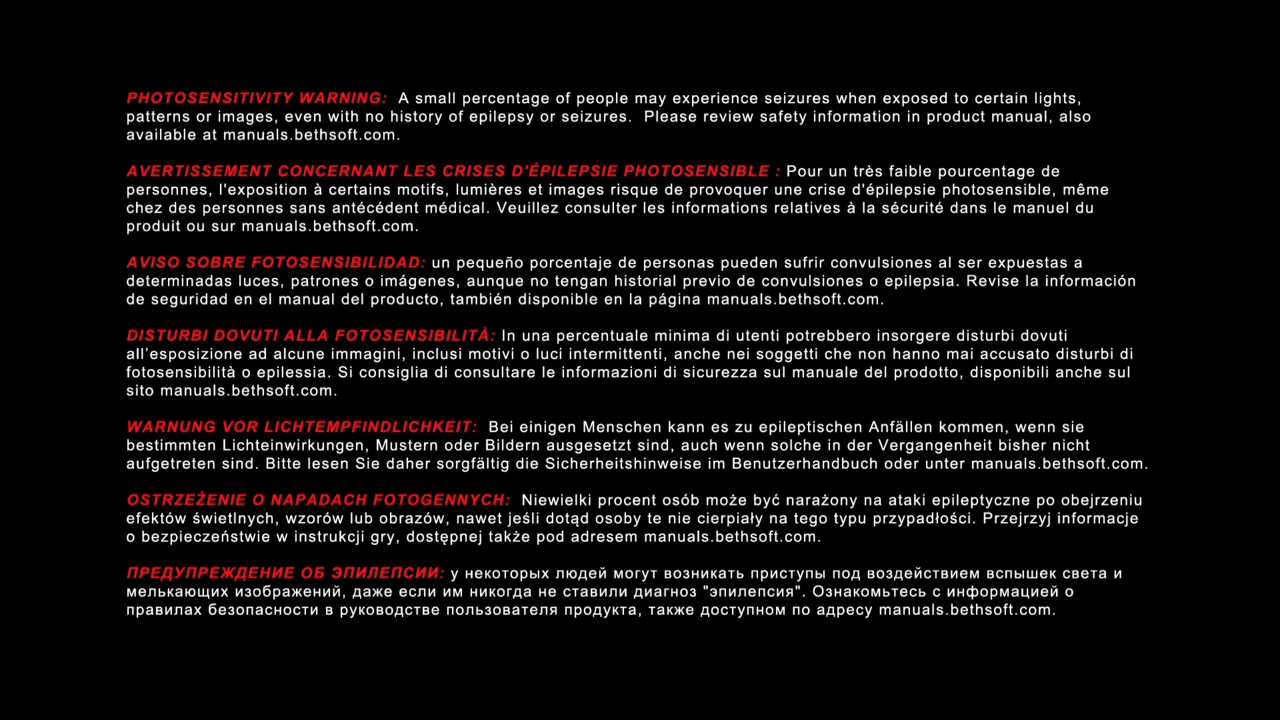 PHOTOSENSITIVITY WARNING:  A small percentage of people may experience seizures when exposed to certain lights,
patterns or images, even with no history of epilepsy or seizures.  Please review safety information in product manual, also
available at manuals.bethsoft.com.
AVERTISSEMENT CONCERNANT LES CRISES D'ÉPILEPSIE PHOTOSENSIBLE : Pour un très faible pourcentage de
personnes, l'exposition à certains motifs, lumières et images risque de provoquer une crise d'épilepsie photosensible, même
chez des personnes sans antécédent médical. Veuillez consulter les informations relatives à la sécurité dans le manuel du
produit ou sur manuals.bethsoft.com.
AVISO SOBRE FOTOSENSIBILIDAD: un pequeño porcentaje de personas pueden sufrir convulsiones al ser expuestas a
determinadas luces, patrones o imágenes, aunque no tengan historial previo de convulsiones o epilepsia. Revise la información
de seguridad en el manual del producto, también disponible en la página manuals.bethsoft.com.
DISTURBI DOVUTI ALLA FOTOSENSIBILITÀ: In una percentuale minima di utenti potrebbero insorgere disturbi dovuti
all'esposizione ad alcune immagini, inclusi motivi o luci intermittenti, anche nei soggetti che non hanno mai accusato disturbi di
fotosensibilità o epilessia. Si consiglia di consultare le informazioni di sicurezza sul manuale del prodotto, disponibili anche sul
sito manuals.bethsoft.com.
WARNUNG VOR LICHTEMPFINDLICHKEIT:  Bei einigen Menschen kann es zu epileptischen Anfällen kommen, wenn sie
bestimmten Lichteinwirkungen, Mustern oder Bildern ausgesetzt sind, auch wenn solche in der Vergangenheit bisher nicht
aufgetreten sind. Bitte lesen Sie daher sorgfältig die Sicherheitshinweise im Benutzerhandbuch oder unter manuals.bethsoft.com.
OSTRZEŻENIE O NAPADACH FOTOGENNYCH:  Niewielki procent osób może być narażony na ataki epileptyczne po obejrzeniu
efektów świetlnych, wzorów lub obrazów, nawet jeśli dotąd osoby te nie cierpiały na tego typu przypadłości. Przejrzyj informacje
o bezpieczeństwie w instrukcji gry, dostępnej także pod adresem manuals.bethsoft.com.
ПРЕДУПРЕЖДЕНИЕ ОБ ЭПИЛЕПСИИ: у некоторых людей могут возникать приступы под воздействием вспышек света и
мелькающих изображений, даже если им никогда не ставили диагноз "эпилепсия". Ознакомьтесь с информацией о
правилах безопасности в руководстве пользователя продукта, также доступном по адресу manuals.bethsoft.com.